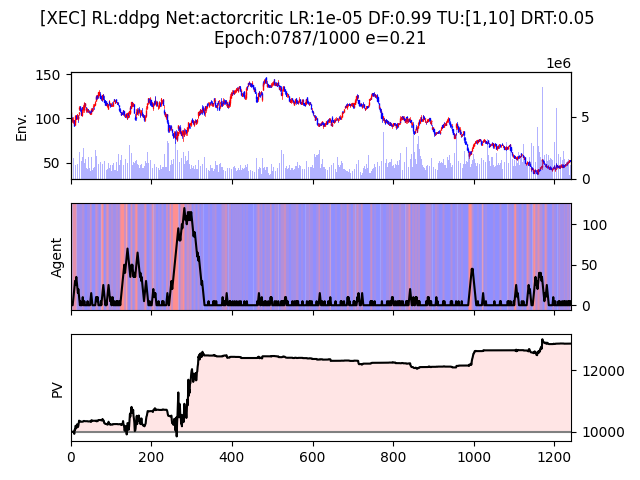 [XEC] RL:ddpg Net:actorcritic LR:1e-05 DF:0.99 TU:[1,10] DRT:0.05
Epoch:0787/1000 e=0.21
1e6
150
100
50
Env.
5
0
Agent
100
50
0
PV
12000
10000
0 200 400 600 800 1000 1200